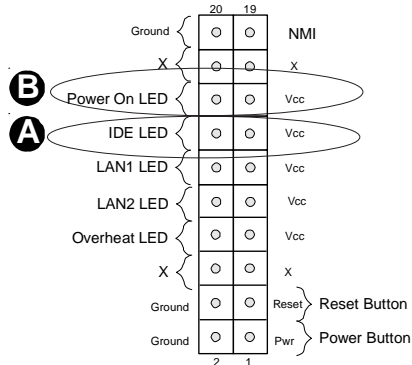 20 19
Ground NMI
X X
B Power On LED Vcc
A IDE LED Vcc
LAN1 LED Vcc
LAN2 LED Vcc
Overheat LED Vcc
X X
Ground Reset Reset Button
Ground Pwr Power Button
2 1